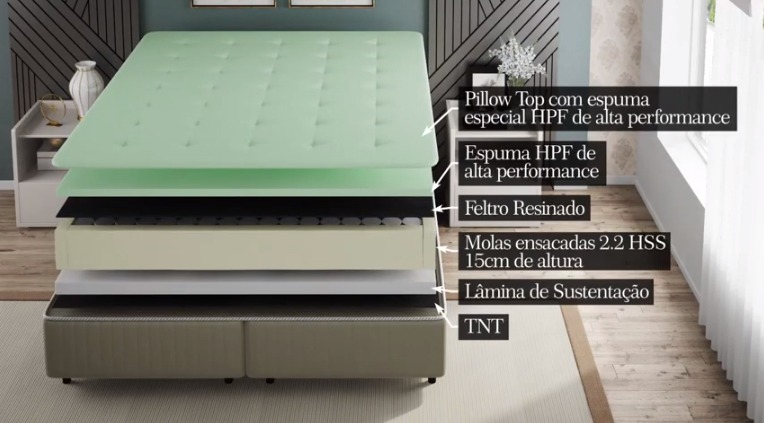 Pillow Top com espuma
especial HPF de alta performance
Espuma HPF de
alta performance
Feltro Resinado
Molas ensacadas 2.2 HSS
15cm de altura
Lâmina de Sustentação
TNT